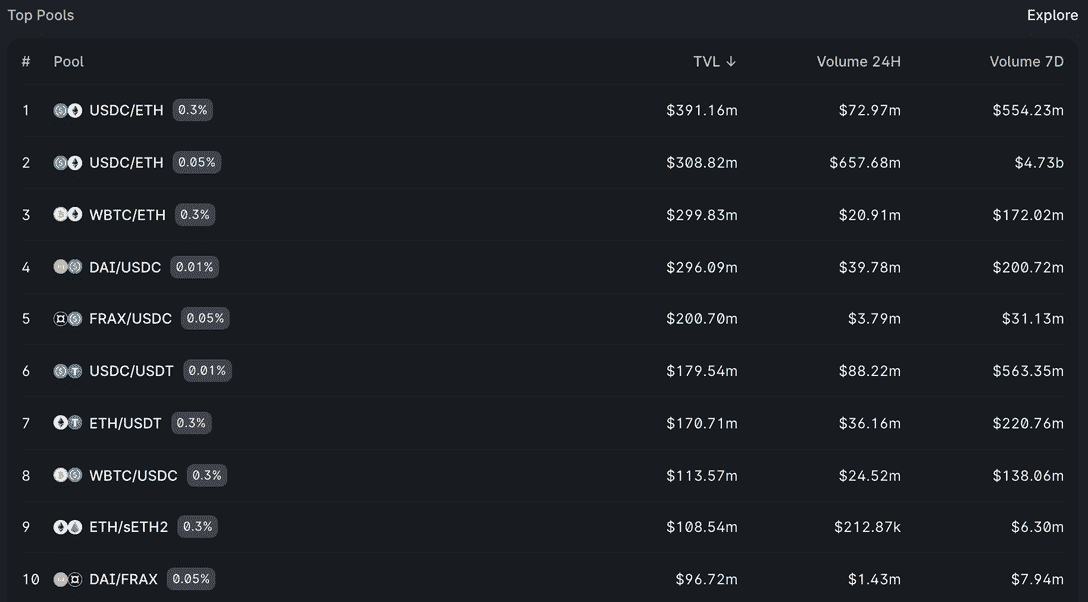 Top Pools Explore
# Pool TVL ↓ Volume 24H Volume 7D
1 USDC/ETH 0.3% $391.16m $72.97m $554.23m
2 USDC/ETH 0.05% $308.82m $657.68m $4.73b
3 WBTC/ETH 0.3% $299.83m $20.91m $172.02m
4 DAI/USDC 0.01% $296.09m $39.78m $200.72m
5 FRAX/USDC 0.05% $200.70m $3.79m $31.13m
6 USDC/USDT 0.01% $179.54m $88.22m $563.35m
7 ETH/USDT 0.3% $170.71m $36.16m $220.76m
8 WBTC/USDC 0.3% $113.57m $24.52m $138.06m
9 ETH/sETH2 0.3% $108.54m $212.87k $6.30m
10 DAI/FRAX 0.05% $96.72m $1.43m $7.94m